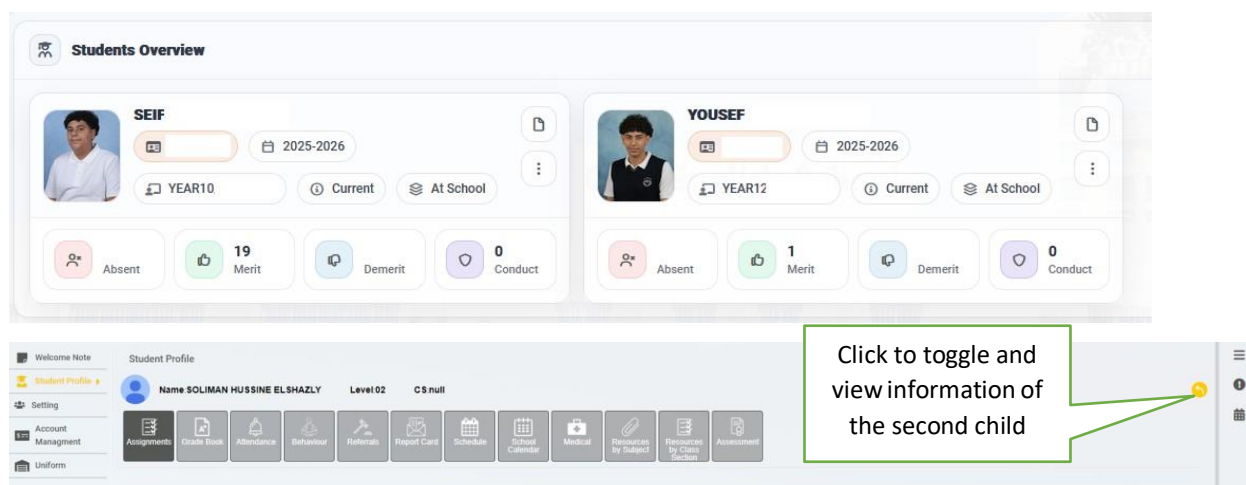 Students Overview
SEIF
2025-2026
YEAR10
Current
At School
Absent
19
Merit
Demerit
0
Conduct
YOUSEF
2025-2026
YEAR12
Current
At School
Absent
1
Merit
Demerit
0
Conduct
Welcome Note
Student Profile
Setting
Account
Managment
Uniform
Student Profile
Name:SOLIMAN HUSSINE ELSHAZLY Level:02 CS:null
Assignments
Grade Book
Attendance
Behaviour
Referrals
Report Card
Schedule
School
Calendar
Medical
Resources
by Subject
Resources
by Class
Section
Assessment
Click to toggle and
view information of
the second child